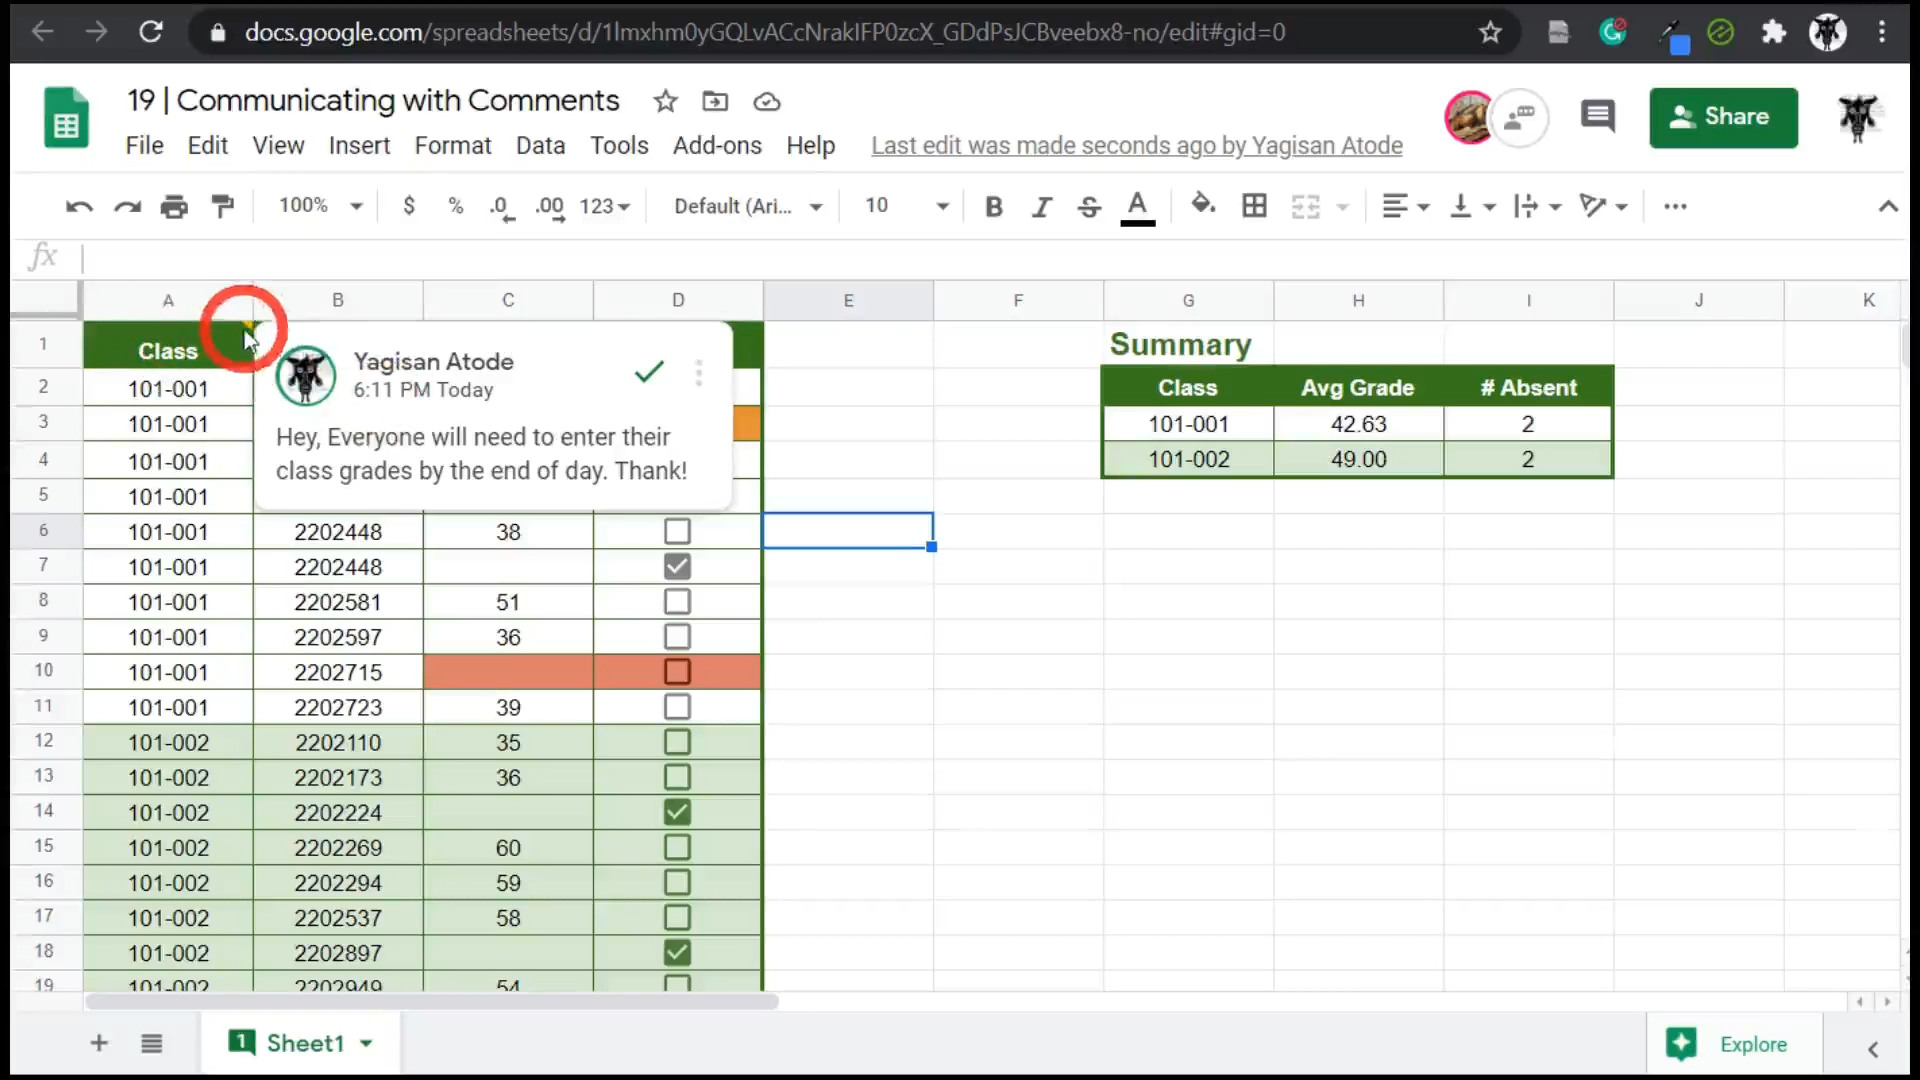 docs.google.com/spreadsheets/d/1lmxhm0yGQLvACcNrakIFP0zcX_GDdPsJCBveebx8-no/edit#gid=0
19 | Communicating with Comments
Share
File Edit View Insert Format Data Tools Add-ons Help Last edit was made seconds ago by Yagisan Atode
100% $ % .0 .00 123 Default (Ari... 10 B I S A
fx
A B C D E F G H I J K
1 Class Summary
Yagisan Atode
6:11 PM Today
Hey, Everyone will need to enter their
class grades by the end of day. Thank!
2 101-001 Class Avg Grade # Absent
3 101-001 101-001 42.63 2
4 101-001 101-002 49.00 2
5 101-001
6 101-001 2202448 38
7 101-001 2202448
8 101-001 2202581 51
9 101-001 2202597 36
10 101-001 2202715
11 101-001 2202723 39
12 101-002 2202110 35
13 101-002 2202173 36
14 101-002 2202224
15 101-002 2202269 60
16 101-002 2202294 59
17 101-002 2202537 58
18 101-002 2202897
19 101-002 2202949 54
1 Sheet1 Explore